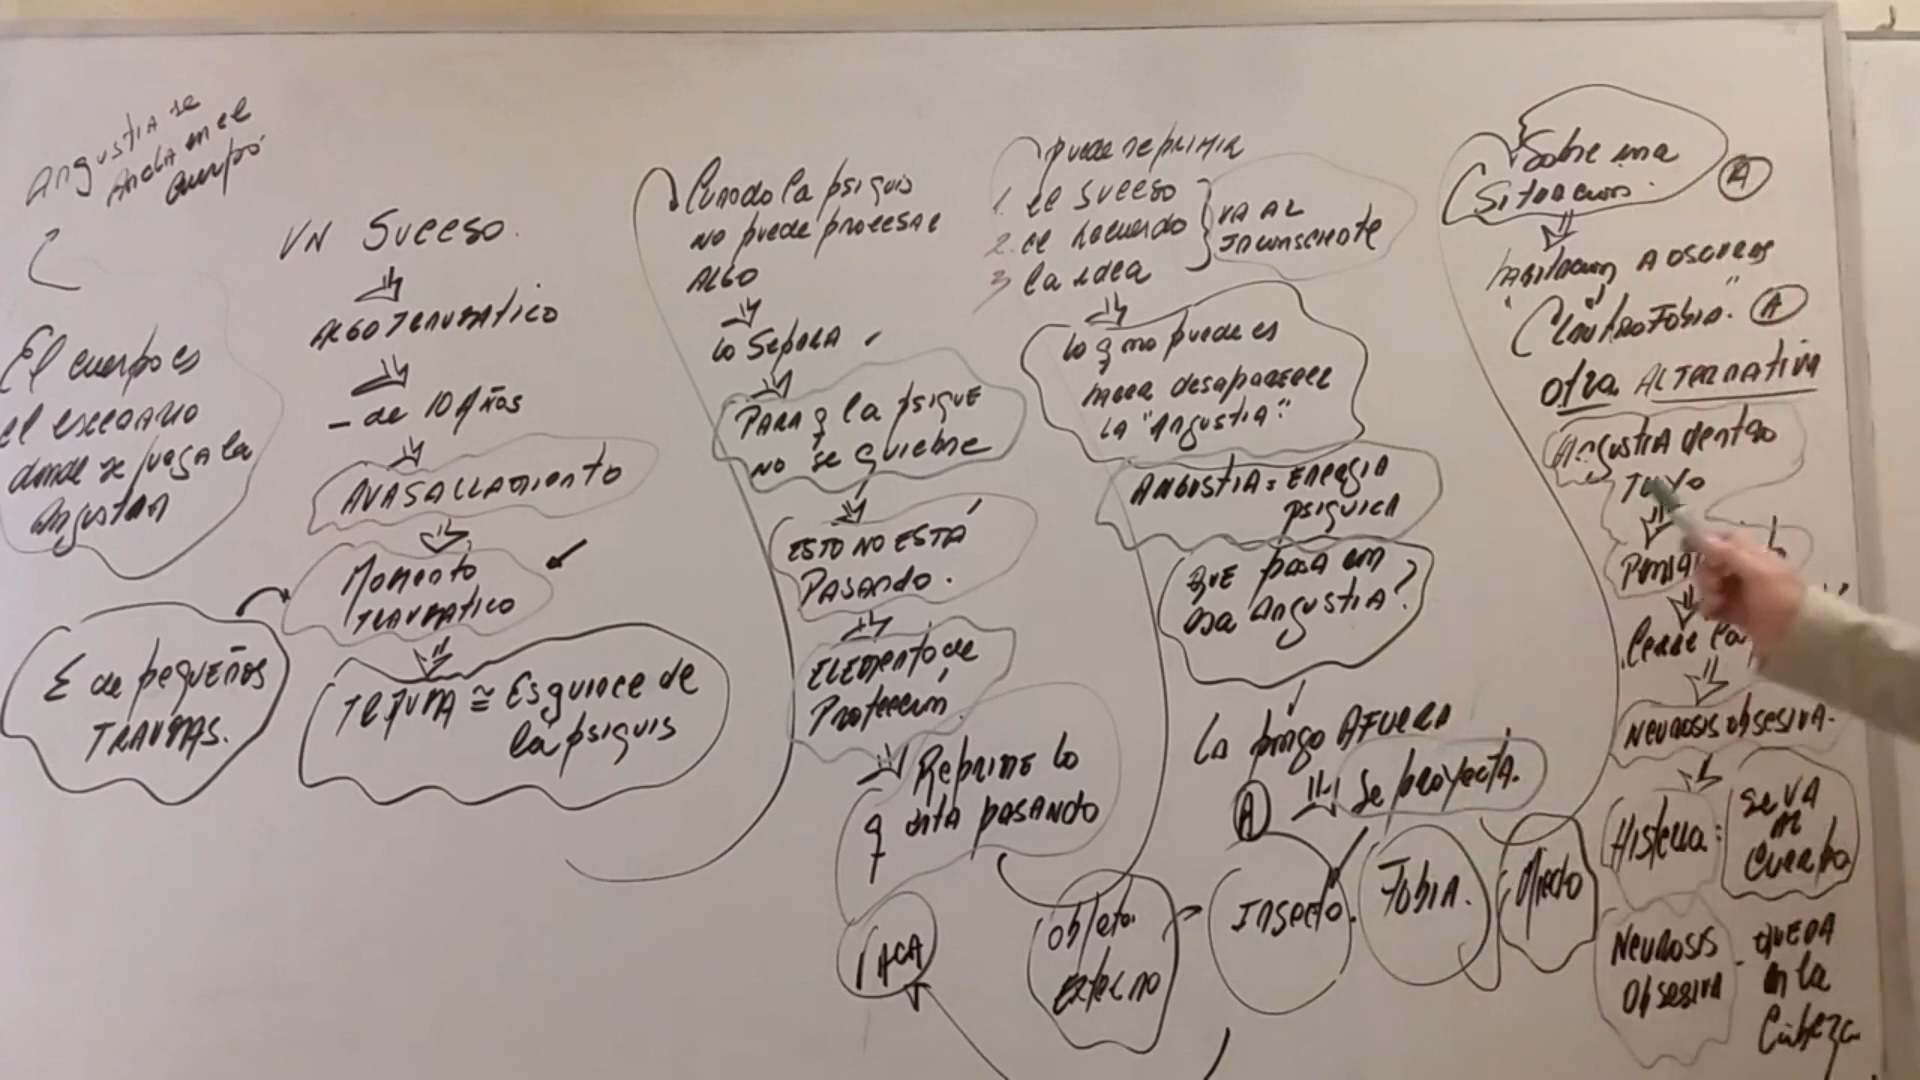 Angustia se
Ancla en el
cuerpo
El cuerpo es
el escenario
donde se juega la
Angustia
UN SUCESO.
ALGO TRAUMATICO
- de 10 Años
AVASALLAMIENTO
Momento
TRAUMATICO
Σ de pequeños
TRAUMAS.
TRAUMA ≅ Esguince de
la psiquis
Cuando la psiquis
NO puede procesar
ALGO
LO SEPARA
PARA q la psique
NO se quiebre
ESTO NO ESTÁ
PASANDO.
ELEMENTO de
Protección
Reprime lo
q está pasando
ACA
puede reprimir
1. el suceso
2. el recuerdo
3 la idea
VA AL
Inconsciente
Lo q no puede es
hacer desaparecer
LA "Angustia"
ANGUSTIA = ENERGIA
PSIQUICA
QUE pasa con
esa ANGUSTIA?
Lo pongo AFUERA
A
Se proyecta.
Objeto
Externo
Insecto.
FOBIA.
Miedo
Sobre una
Situacion.
A
habitacion A oscuras
"Claustrofobia."
A
otra ALTERNATIVA
Angustia dentro
TUYO
Cerre la
NEUROSIS obsesiva.
Histeria =
Se VA
AL
Cuerpo
NEUROSIS
Obsesiva
- QUEDA
en la
Cabeza